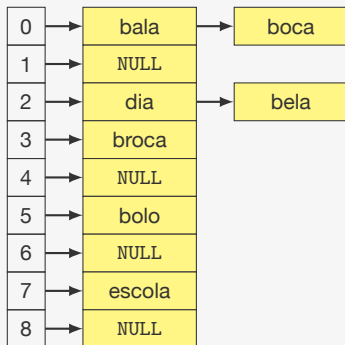 0 bala boca
1 NULL
2 dia bela
3 broca
4 NULL
5 bolo
6 NULL
7 escola
8 NULL